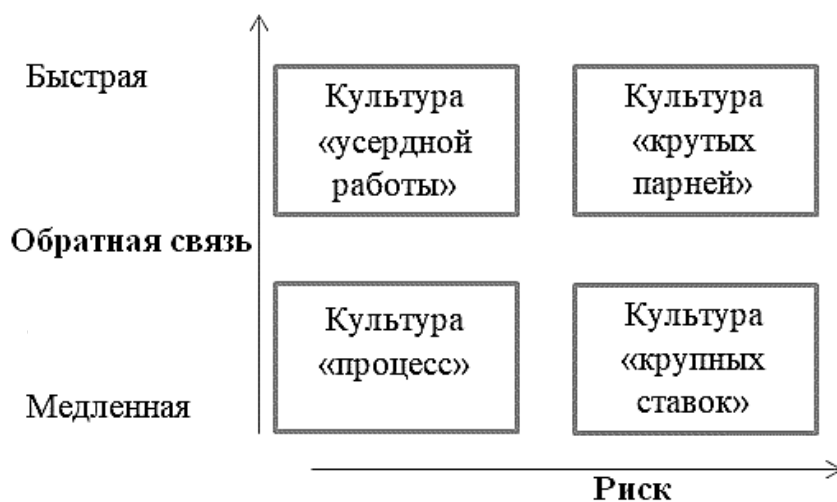 Быстрая
Культура
«усердной
работы»
Культура
«крутых
парней»
Обратная связь
Культура
«процесс»
Культура
«крупных
ставок»
Медленная
Риск